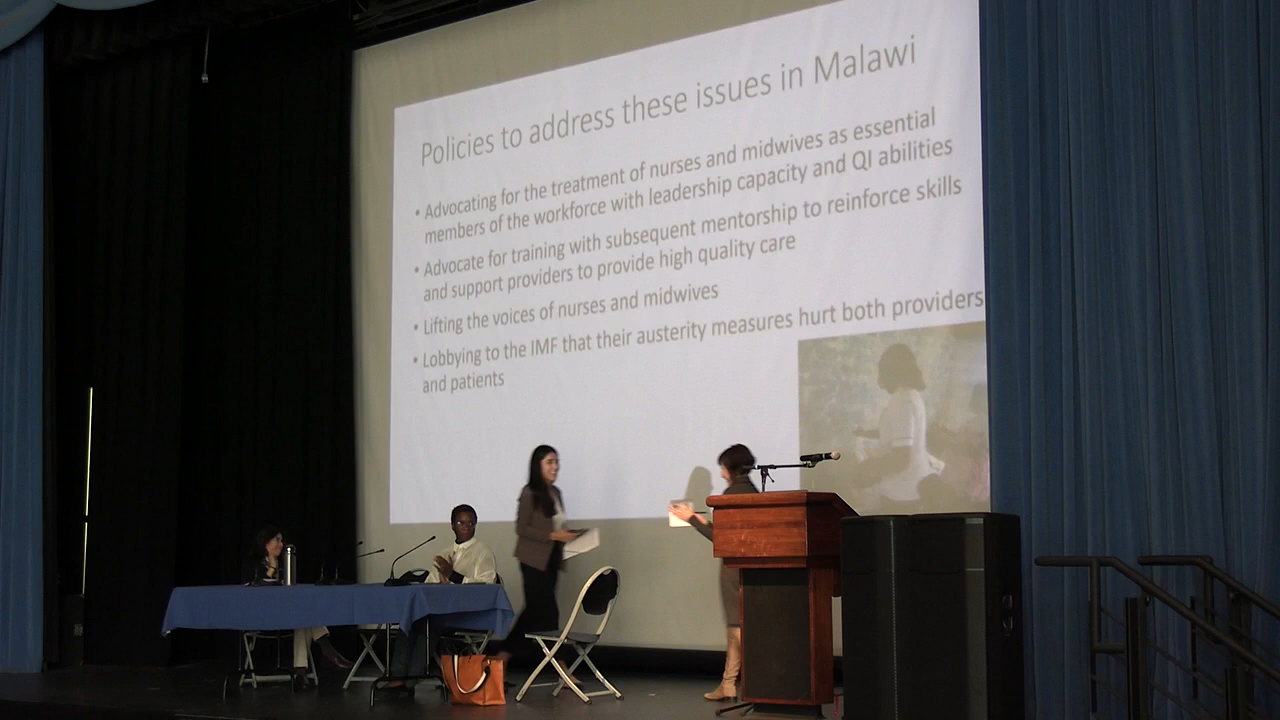 Policies to address these issues in Malawi
• Advocating for the treatment of nurses and midwives as essential
members of the workforce with leadership capacity and QI abilities
• Advocate for training with subsequent mentorship to reinforce skills
and support providers to provide high quality care
• Lifting the voices of nurses and midwives
• Lobbying to the IMF that their austerity measures hurt both providers
and patients